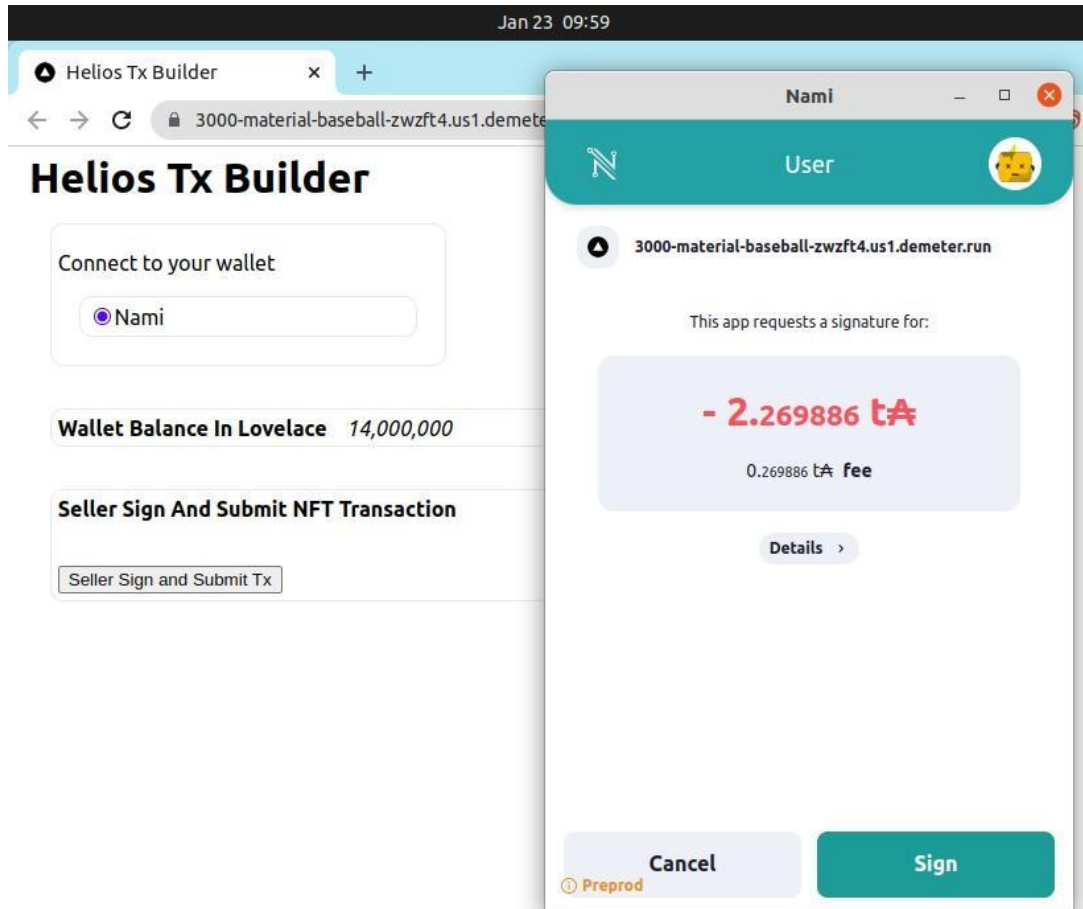 Jan 23 09:59
Helios Tx Builder
3000-material-baseball-zwzft4.us1.demete
Helios Tx Builder
Connect to your wallet
Nami
Wallet Balance In Lovelace 14,000,000
Seller Sign And Submit NFT Transaction
Seller Sign and Submit Tx
Nami
User
3000-material-baseball-zwzft4.us1.demeter.run
This app requests a signature for:
- 2.269886 t₳
0.269886 t₳ fee
Details ›
Cancel
Sign
Preprod